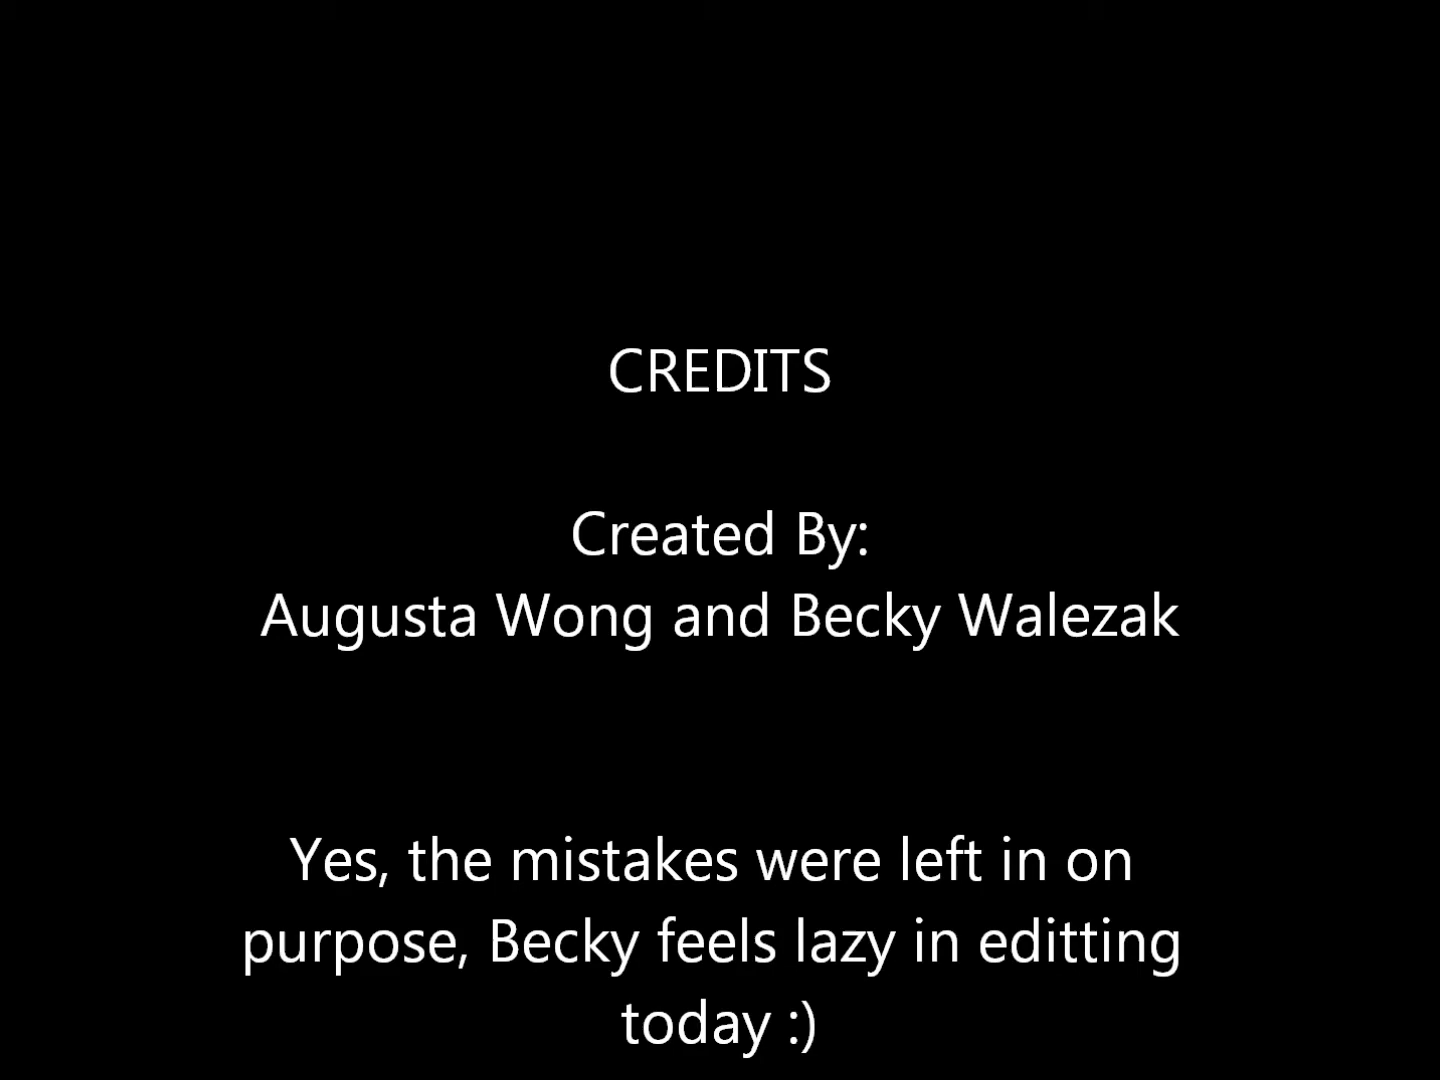 CREDITS
Created By:
Augusta Wong and Becky Walezak
Yes, the mistakes were left in on
purpose, Becky feels lazy in editting
today :)